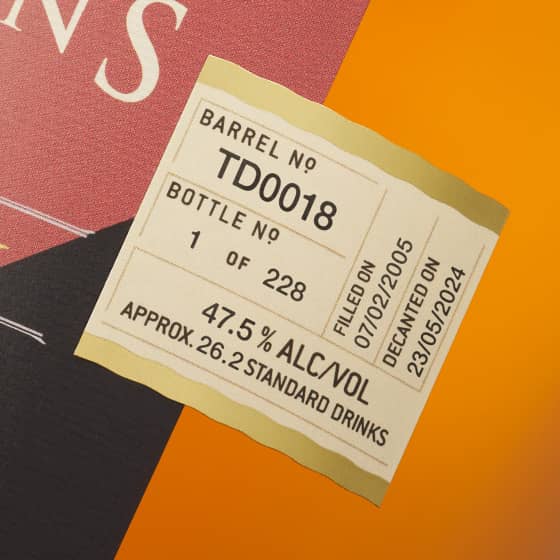 NS
BARREL Nº
TD0018
BOTTLE Nº
1 OF 228
FILLED ON
07/02/2005
DECANTED ON
23/05/2024
47.5% ALC/VOL
APPROX. 26.2 STANDARD DRINKS